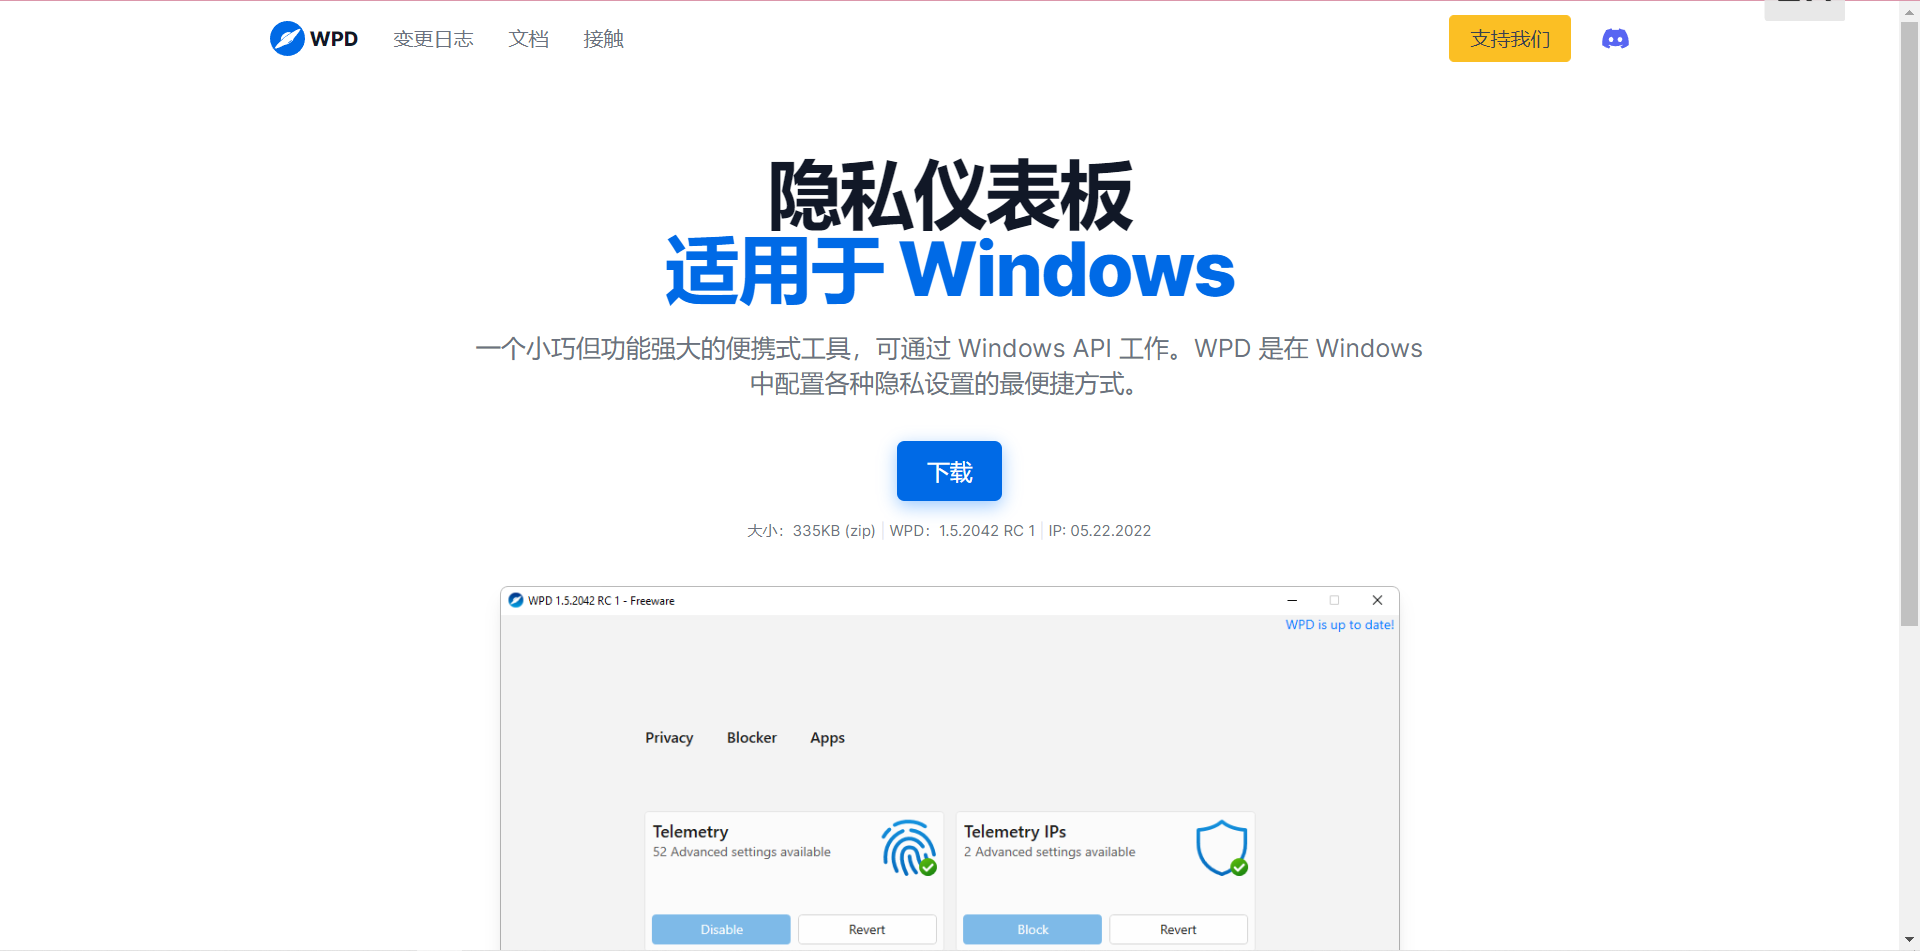 WPD
变更日志
文档
接触
支持我们
隐私仪表板
适用于 Windows
一个小巧但功能强大的便携式工具，可通过 Windows API 工作。WPD 是在 Windows
中配置各种隐私设置的最便捷方式。
下载
大小：335KB (zip) | WPD：1.5.2042 RC 1 | IP: 05.22.2022
WPD 1.5.2042 RC 1 - Freeware
WPD is up to date!
Privacy
Blocker
Apps
Telemetry
52 Advanced settings available
Disable
Revert
Telemetry IPs
2 Advanced settings available
Block
Revert